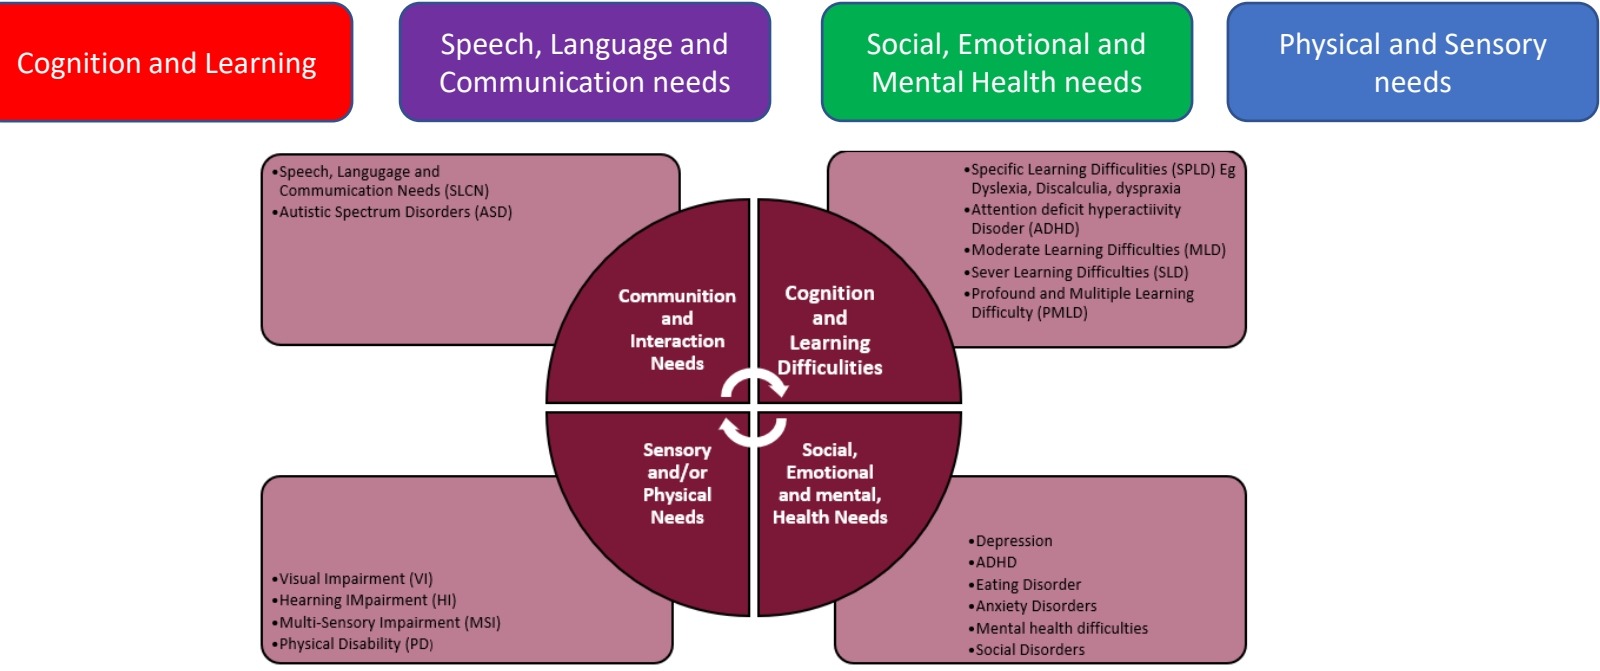 Cognition and Learning
Speech, Language and
Communication needs
Social, Emotional and
Mental Health needs
Physical and Sensory
needs
•Speech, Langugage and
Commumication Needs (SLCN)
•Autistic Spectrum Disorders (ASD)
•Specific Learning Difficulities (SPLD) Eg
Dyslexia, Discalculia, dyspraxia
•Attention deficit hyperactiivity
Disoder (ADHD)
•Moderate Learning Difficulties (MLD)
•Sever Learning Difficulties (SLD)
•Profound and Mulitiple Learning
Difficulty (PMLD)
Communition
and
Interaction
Needs
Cognition
and
Learning
Difficulities
Sensory
and/or
Physical
Needs
Social,
Emotional
and mental,
Health Needs
•Visual Impairment (VI)
•Hearning IMpairment (HI)
•Multi-Sensory Impairment (MSI)
•Physical Disability (PD)
•Depression
•ADHD
•Eating Disorder
•Anxiety Disorders
•Mental health difficulties
•Social Disorders